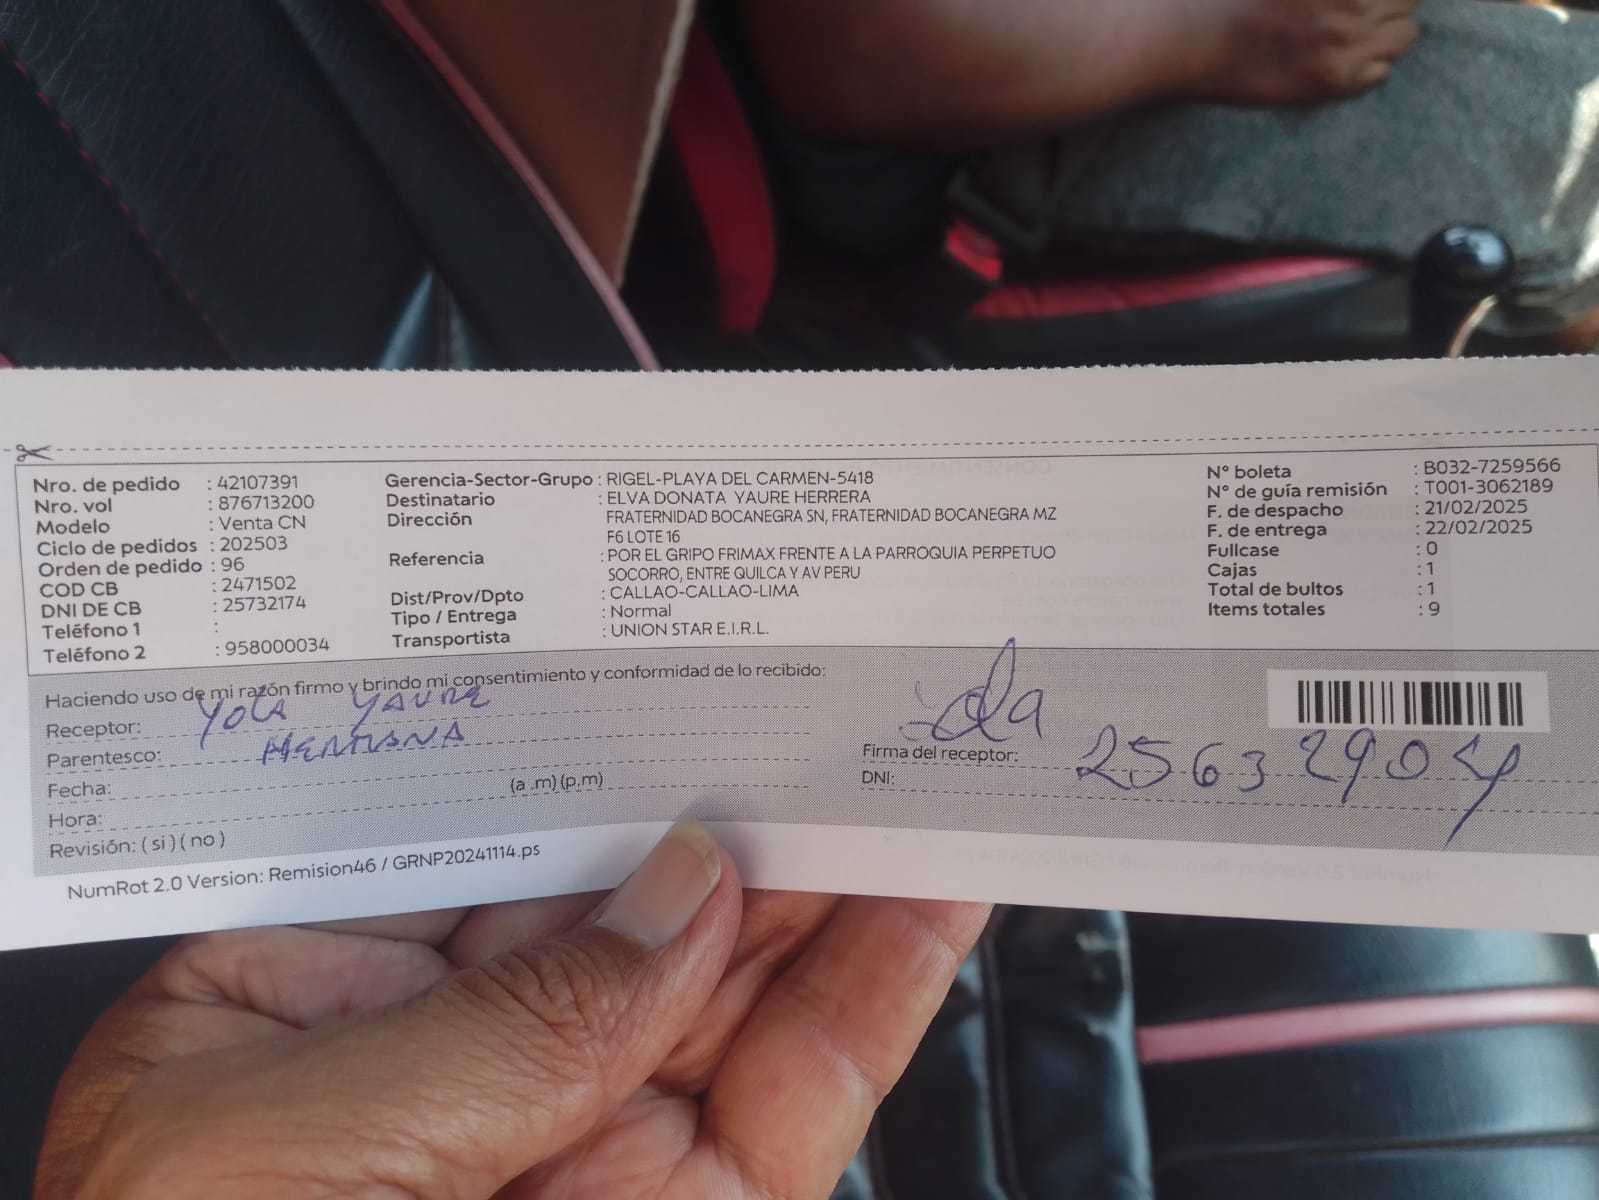 Nro. de pedido : 42107391
Nro. vol : 876713200
Modelo : Venta CN
Ciclo de pedidos : 202503
Orden de pedido : 96
COD CB : 2471502
DNI DE CB : 25732174
Teléfono 1 :
Teléfono 2 : 958000034
Gerencia-Sector-Grupo : RIGEL-PLAYA DEL CARMEN-5418
Destinatario : ELVA DONATA YAURE HERRERA
Dirección FRATERNIDAD BOCANEGRA SN, FRATERNIDAD BOCANEGRA MZ
F6 LOTE 16
Referencia : POR EL GRIPO FRIMAX FRENTE A LA PARROQUIA PERPETUO
SOCORRO, ENTRE QUILCA Y AV PERU
Dist/Prov/Dpto : CALLAO-CALLAO-LIMA
Tipo / Entrega : Normal
Transportista : UNION STAR E.I.R.L.
N° boleta : B032-7259566
N° de guía remisión : T001-3062189
F. de despacho : 21/02/2025
F. de entrega : 22/02/2025
Fullcase : 0
Cajas : 1
Total de bultos : 1
Items totales : 9
Haciendo uso de mi razón firmo y brindo mi consentimiento y conformidad de lo recibido:
Receptor: Yola YAURE
Parentesco: HERMANA
Fecha:
Hora: (a .m) (p.m)
Revisión: ( si ) ( no )
Firma del receptor:
DNI: 25632904
NumRot 2.0 Version: Remision46 / GRNP20241114.ps